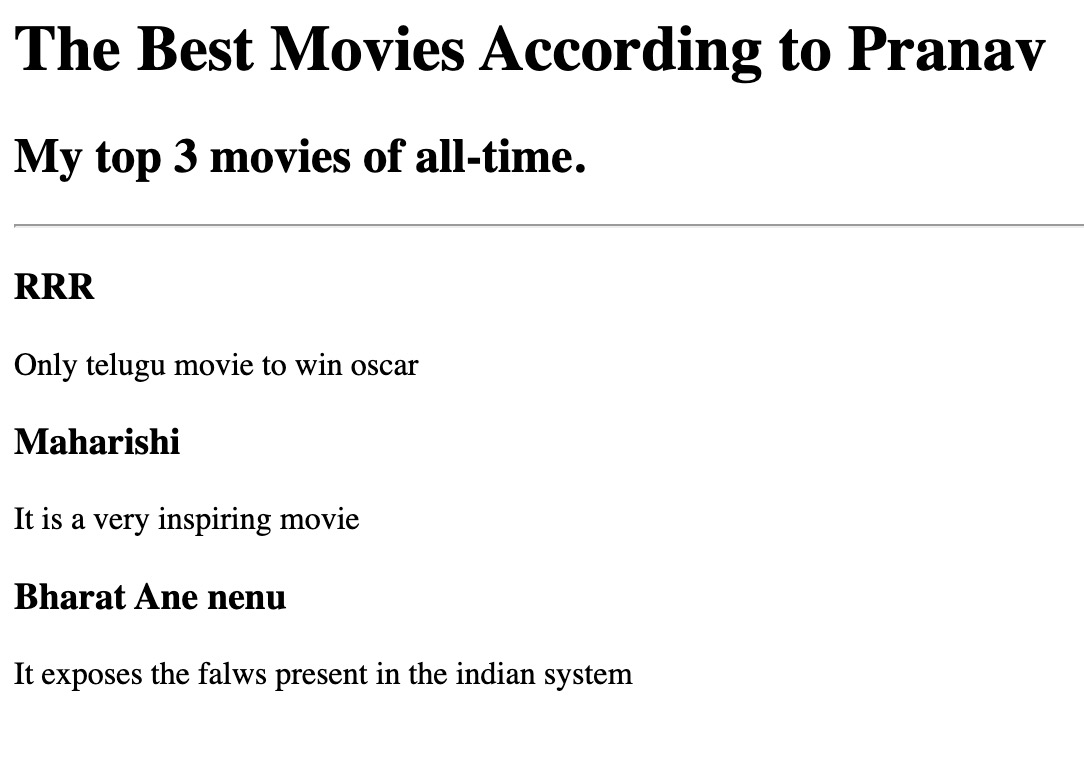 The Best Movies According to Pranav
My top 3 movies of all-time.
RRR
Only telugu movie to win oscar
Maharishi
It is a very inspiring movie
Bharat Ane nenu
It exposes the falws present in the indian system